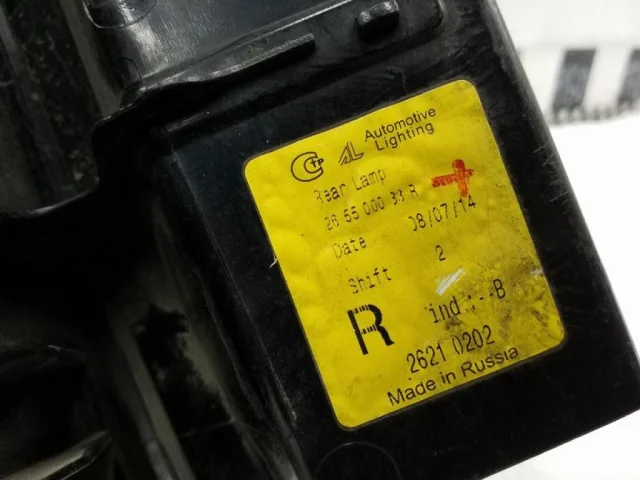 Automotive
Lighting
Rear Lamp
26 55 000 33 R
Date 08/07/14
Shift 2
R ind :--B
2621 0202
Made in Russia